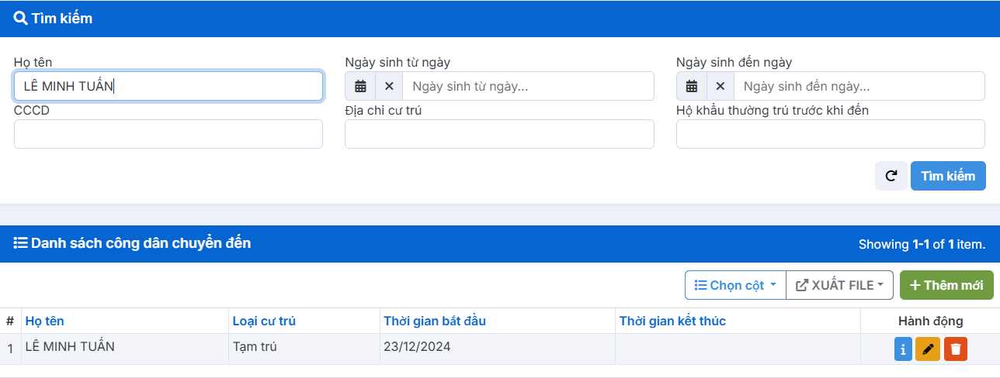 Tìm kiếm
Họ tên Ngày sinh từ ngày Ngày sinh đến ngày
LÊ MINH TUẤN Ngày sinh từ ngày... Ngày sinh đến ngày...
CCCD Địa chỉ cư trú Hộ khẩu thường trú trước khi đến
Tìm kiếm
Danh sách công dân chuyển đến Showing 1-1 of 1 item.
Chọn cột XUẤT FILE Thêm mới
# Họ tên Loại cư trú Thời gian bắt đầu Thời gian kết thúc Hành động
1 LÊ MINH TUẤN Tạm trú 23/12/2024